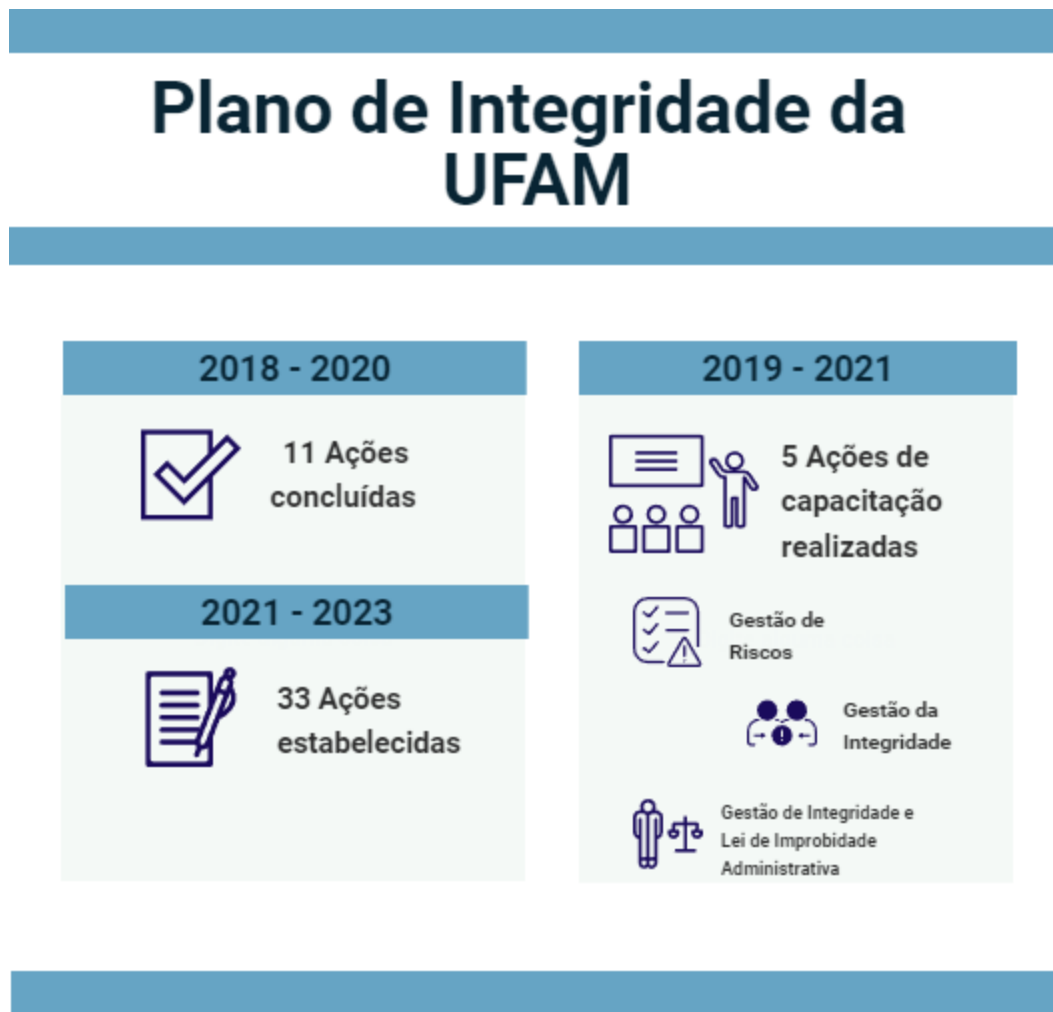 Plano de Integridade da
UFAM
2018 - 2020
11 Ações
concluídas
2021 - 2023
33 Ações
estabelecidas
2019 - 2021
5 Ações de
capacitação
realizadas
Gestão de
Riscos
Gestão da
Integridade
Gestão de Integridade e
Lei de Improbidade
Administrativa